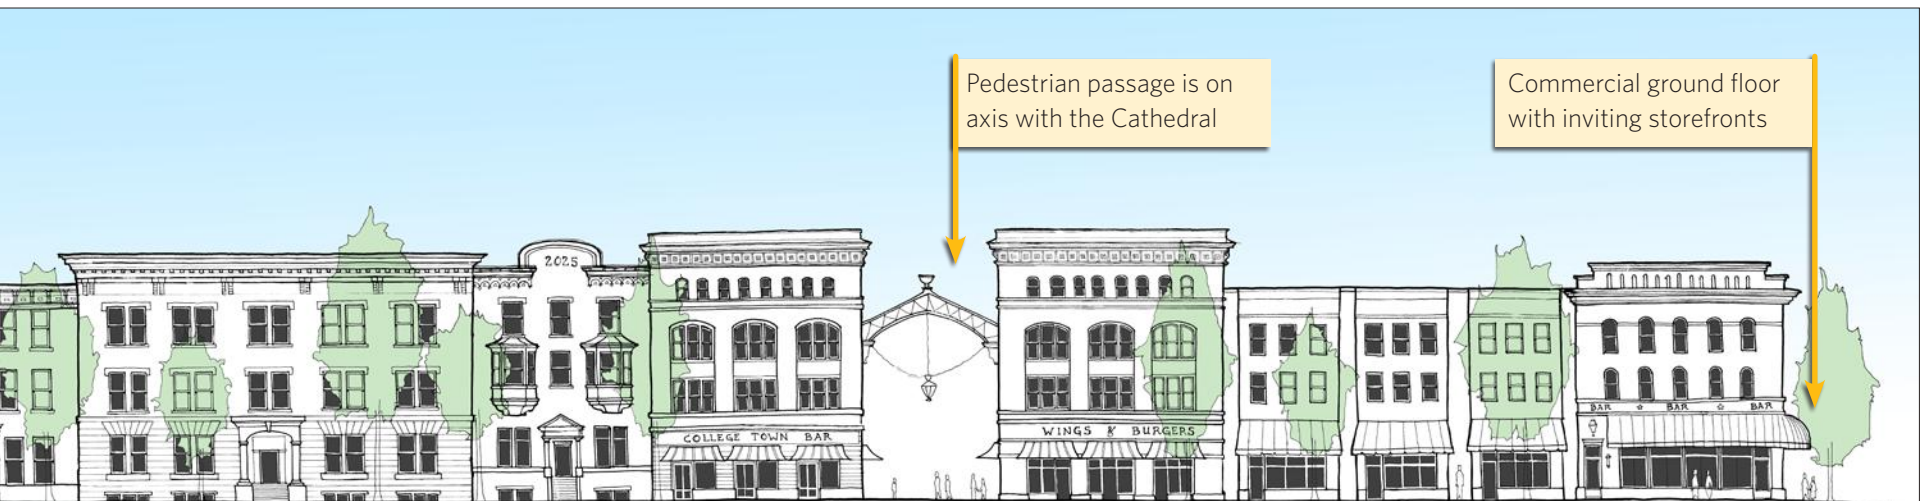 Pedestrian passage is on
axis with the Cathedral
Commercial ground floor
with inviting storefronts
2025
COLLEGE TOWN BAR
WINGS & BURGERS
BAR ☆ BAR ☆ BAR